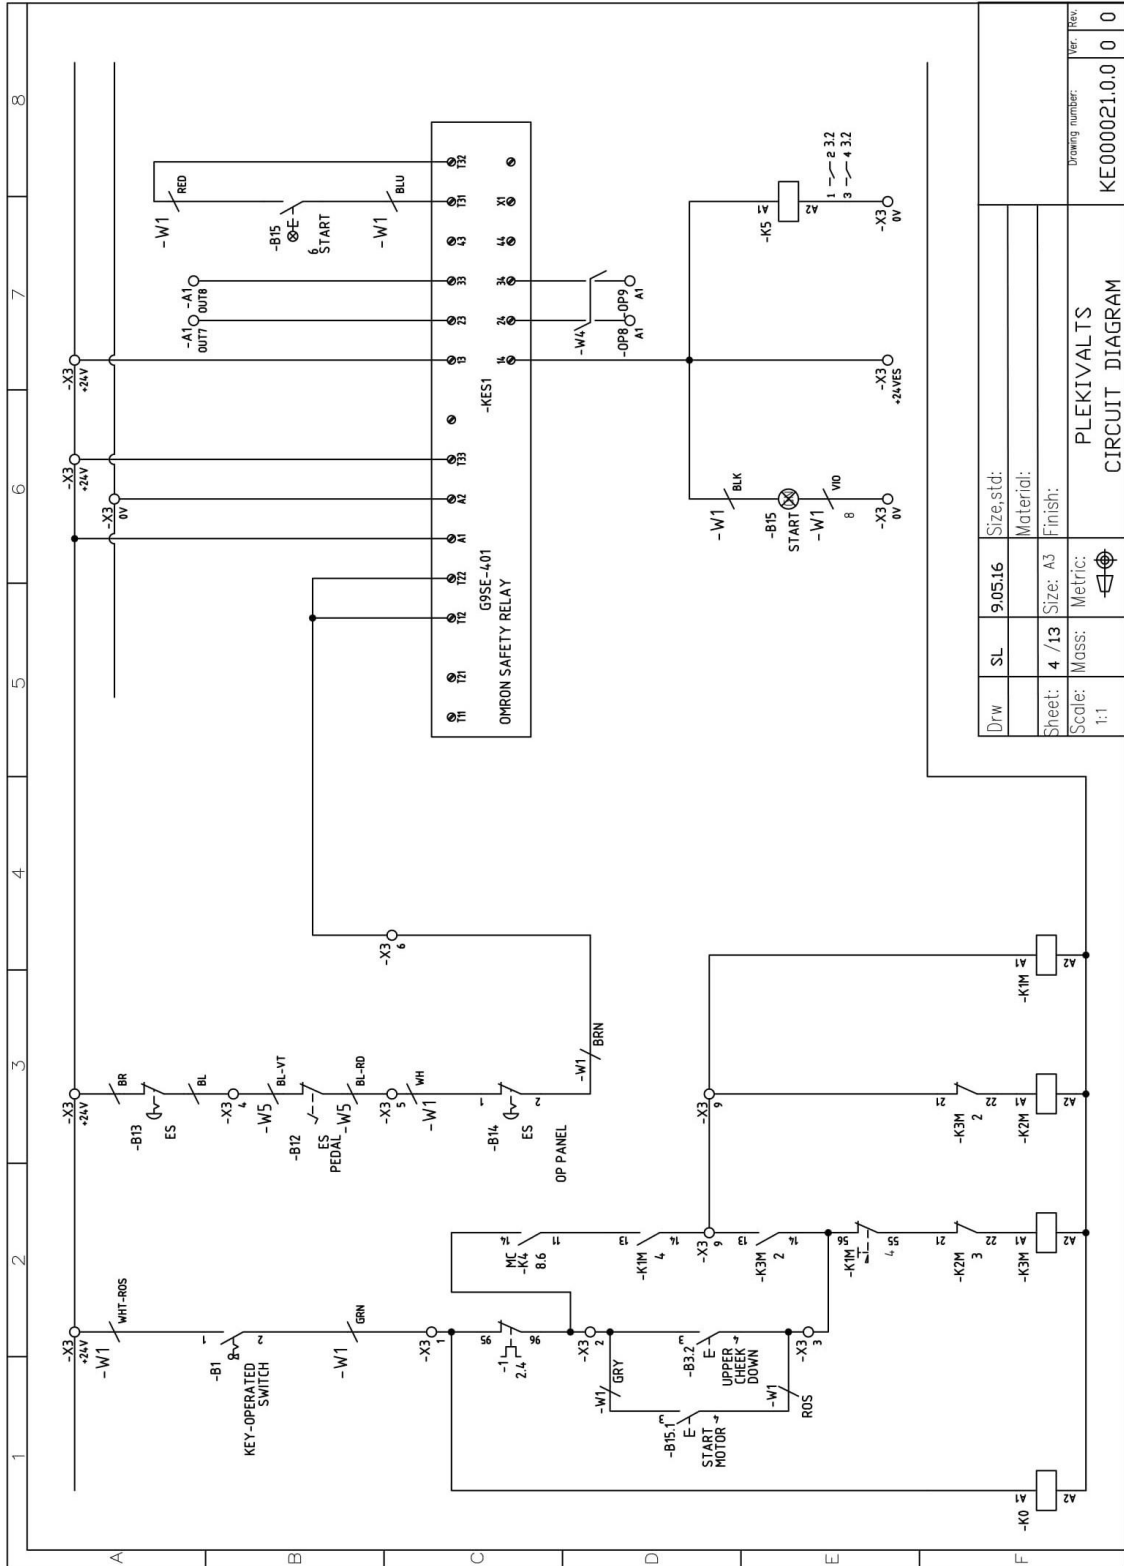 1
2
3
4
5
6
7
8
A
B
C
D
E
F
-X3
+24V
-W1
WHT-ROS
-B1
1
2
KEY-OPERATED
SWITCH
-W1
GRN
-X3
1
95
96
-1
2.4
-X3
2
-W1
GRY
-B15.1
3
4
START
MOTOR
-B3.2
3
4
UPPER
CHEEK
DOWN
-W1
ROS
-X3
3
-K0
A1
A2
14
11
MC
-K4
8.6
13
14
-K1M
4
-X3
9
13
14
-K3M
2
56
55
-K1M
4
21
22
-K2M
3
-K3M
A1
A2
-X3
+24V
BR
-B13
ES
BL
-X3
4
-W5
BL-VT
-B12
ES
PEDAL
-W5
BL-RD
-X3
5
-W1
WH
-B14
1
2
ES
OP PANEL
-W1
BRN
-X3
6
-X3
9
21
22
-K3M
2
-K2M
A1
A2
-K1M
A1
A2
-X3
+24V
-X3
0V
-X3
+24V
-A1
OUT7
-A1
OUT8
-W1
RED
-B15
6
START
-W1
BLU
T11
T21
T12
T22
A1
A2
T33
13
23
33
43
T31
T32
G9SE-401
OMRON SAFETY RELAY
-KES1
14
24
34
44
X1
-W4
-OP8
A1
-OP9
A1
-W1
BLK
-B15
START
-W1
VIO
8
-X3
0V
-X3
+24VES
-K5
A1
A2
1 2 3.2
3 4 3.2
-X3
0V
Drw
SL
9.05.16
Size,std:
Material:
Sheet:
4 /13
Size: A3
Finish:
Scale:
1:1
Mass:
Metric:
PLEKIVALTS
CIRCUIT DIAGRAM
Drawing number:
KE000021.0.0
Ver.
0
Rev.
0